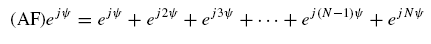 (AF)e^{jψ} = e^{jψ} + e^{j2ψ} + e^{j3ψ} + ⋯ + e^{j(N−1)ψ} + e^{jNψ}